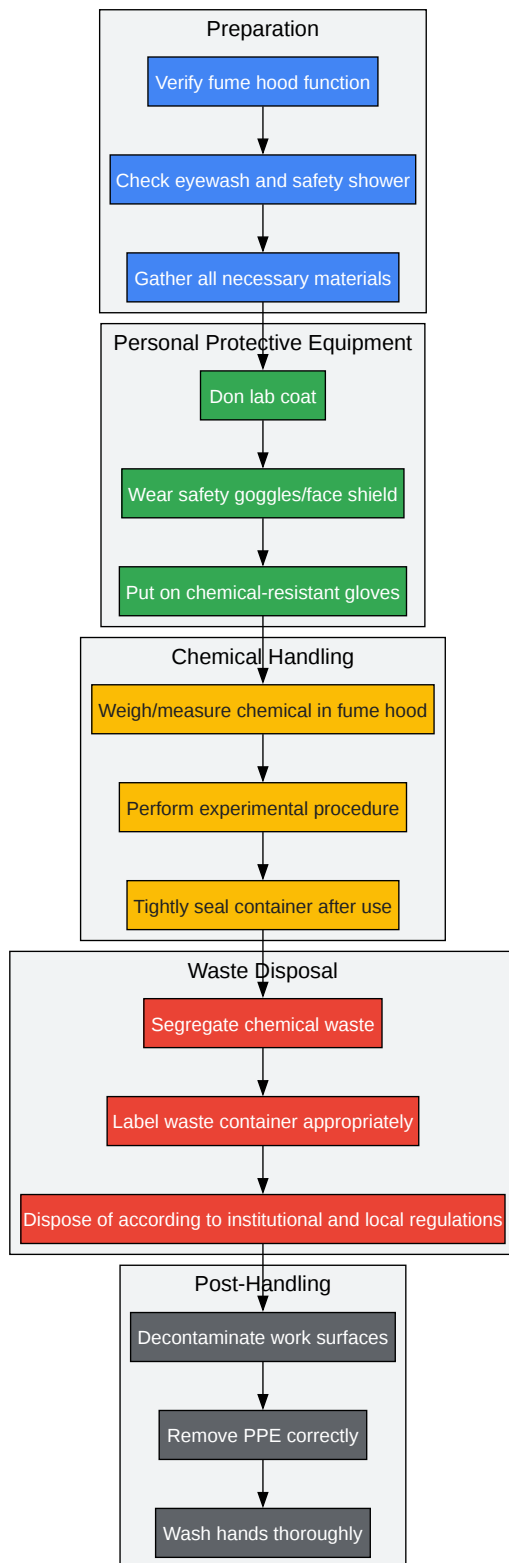 Preparation
Verify fume hood function
Check eyewash and safety shower
Gather all necessary materials
Personal Protective Equipment
Don lab coat
Wear safety goggles/face shield
Put on chemical-resistant gloves
Chemical Handling
Weigh/measure chemical in fume hood
Perform experimental procedure
Tightly seal container after use
Waste Disposal
Segregate chemical waste
Label waste container appropriately
Dispose of according to institutional and local regulations
Post-Handling
Decontaminate work surfaces
Remove PPE correctly
Wash hands thoroughly